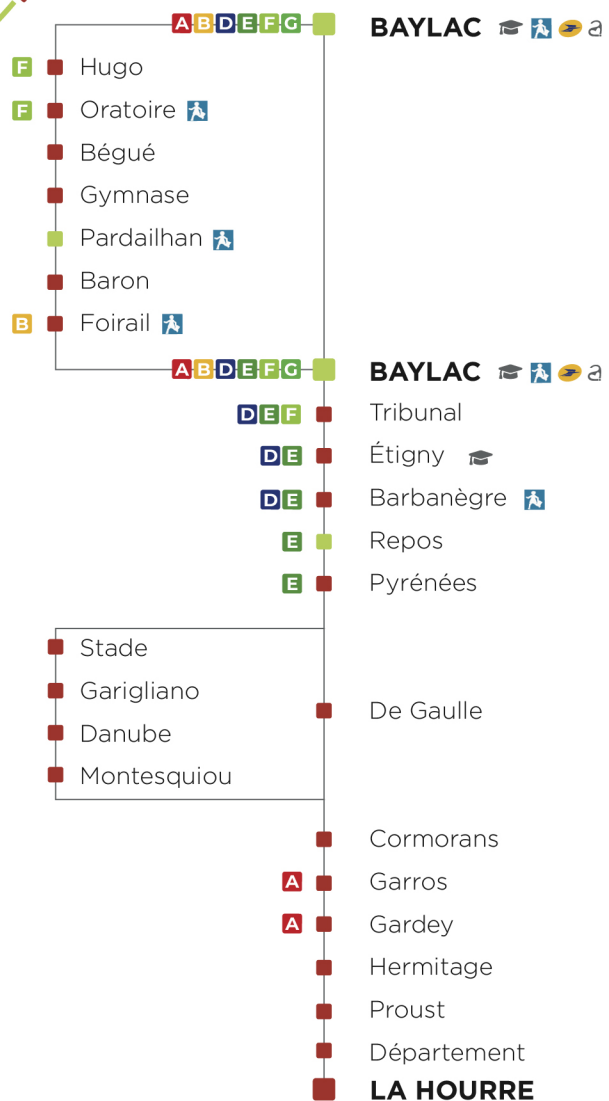 A B D E F G BAYLAC
F Hugo
F Oratoire
Bégué
Gymnase
Pardailhan
Baron
B Foirail
A B D E F G BAYLAC
D E F Tribunal
D E Étigny
D E Barbanègre
E Repos
E Pyrénées
Stade
Garigliano
De Gaulle
Danube
Montesquiou
Cormorans
A Garros
A Gardey
Hermitage
Proust
Département
LA HOURRE